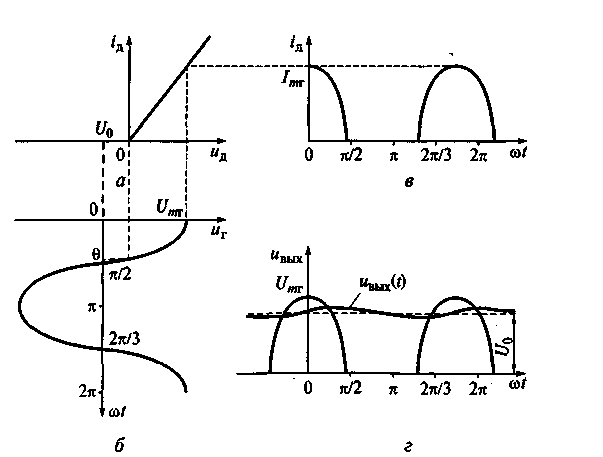 iд
U0
0
uд
а
iд
Imг
0
π/2
π
2π/3
2π
ωt
в
0
Umг
uг
θ
π/2
π
2π/3
2π
ωt
б
uвых
Umг
uвых(t)
U0
0
π/2
π
2π/3
2π
ωt
г